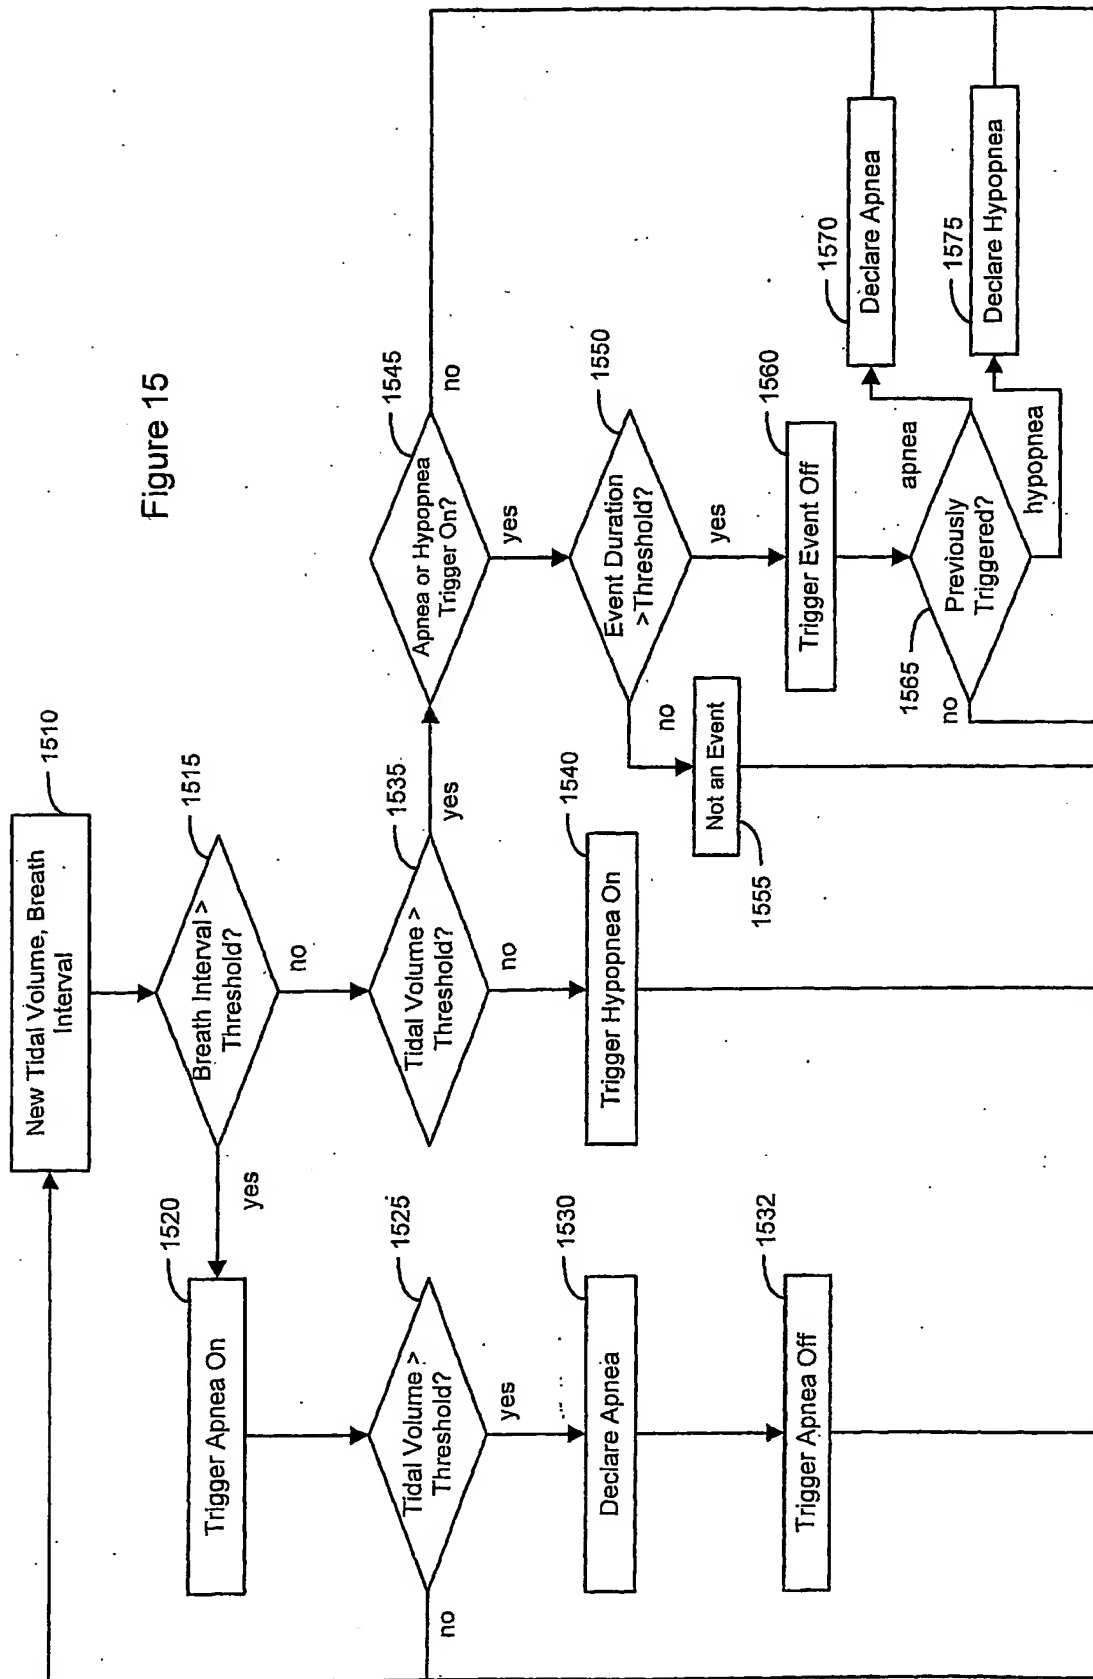 Figure 15
New Tidal Volume, Breath
Interval
1510
Breath Interval >
Threshold?
1515
yes
no
Trigger Apnea On
1520
Tidal Volume >
Threshold?
1525
no
yes
Declare Apnea
1530
Trigger Apnea Off
1532
Tidal Volume >
Threshold?
1535
yes
no
Trigger Hypopnea On
1540
Apnea or Hypopnea
Trigger On?
1545
no
yes
Event Duration
>Threshold?
1550
no
yes
Not an Event
1555
Trigger Event Off
1560
Previously
Triggered?
1565
no
apnea
hypopnea
Declare Apnea
1570
Declare Hypopnea
1575